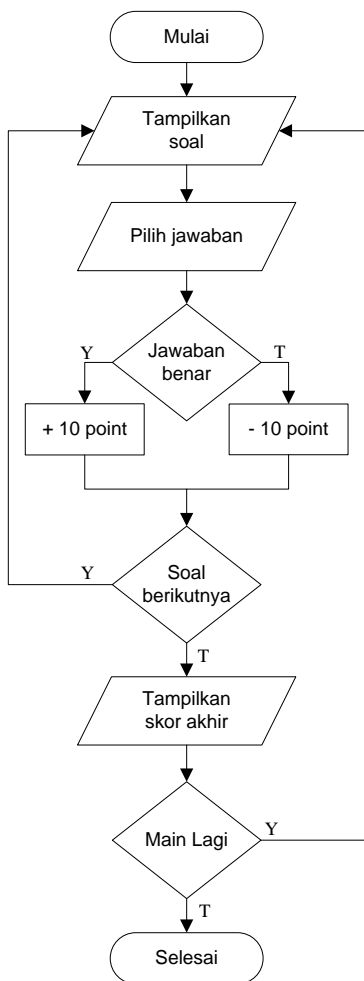 Mulai
Tampilkan
soal
Pilih jawaban
Y
Jawaban
benar
T
+ 10 point
- 10 point
Y
Soal
berikutnya
T
Tampilkan
skor akhir
Main Lagi
Y
T
Selesai